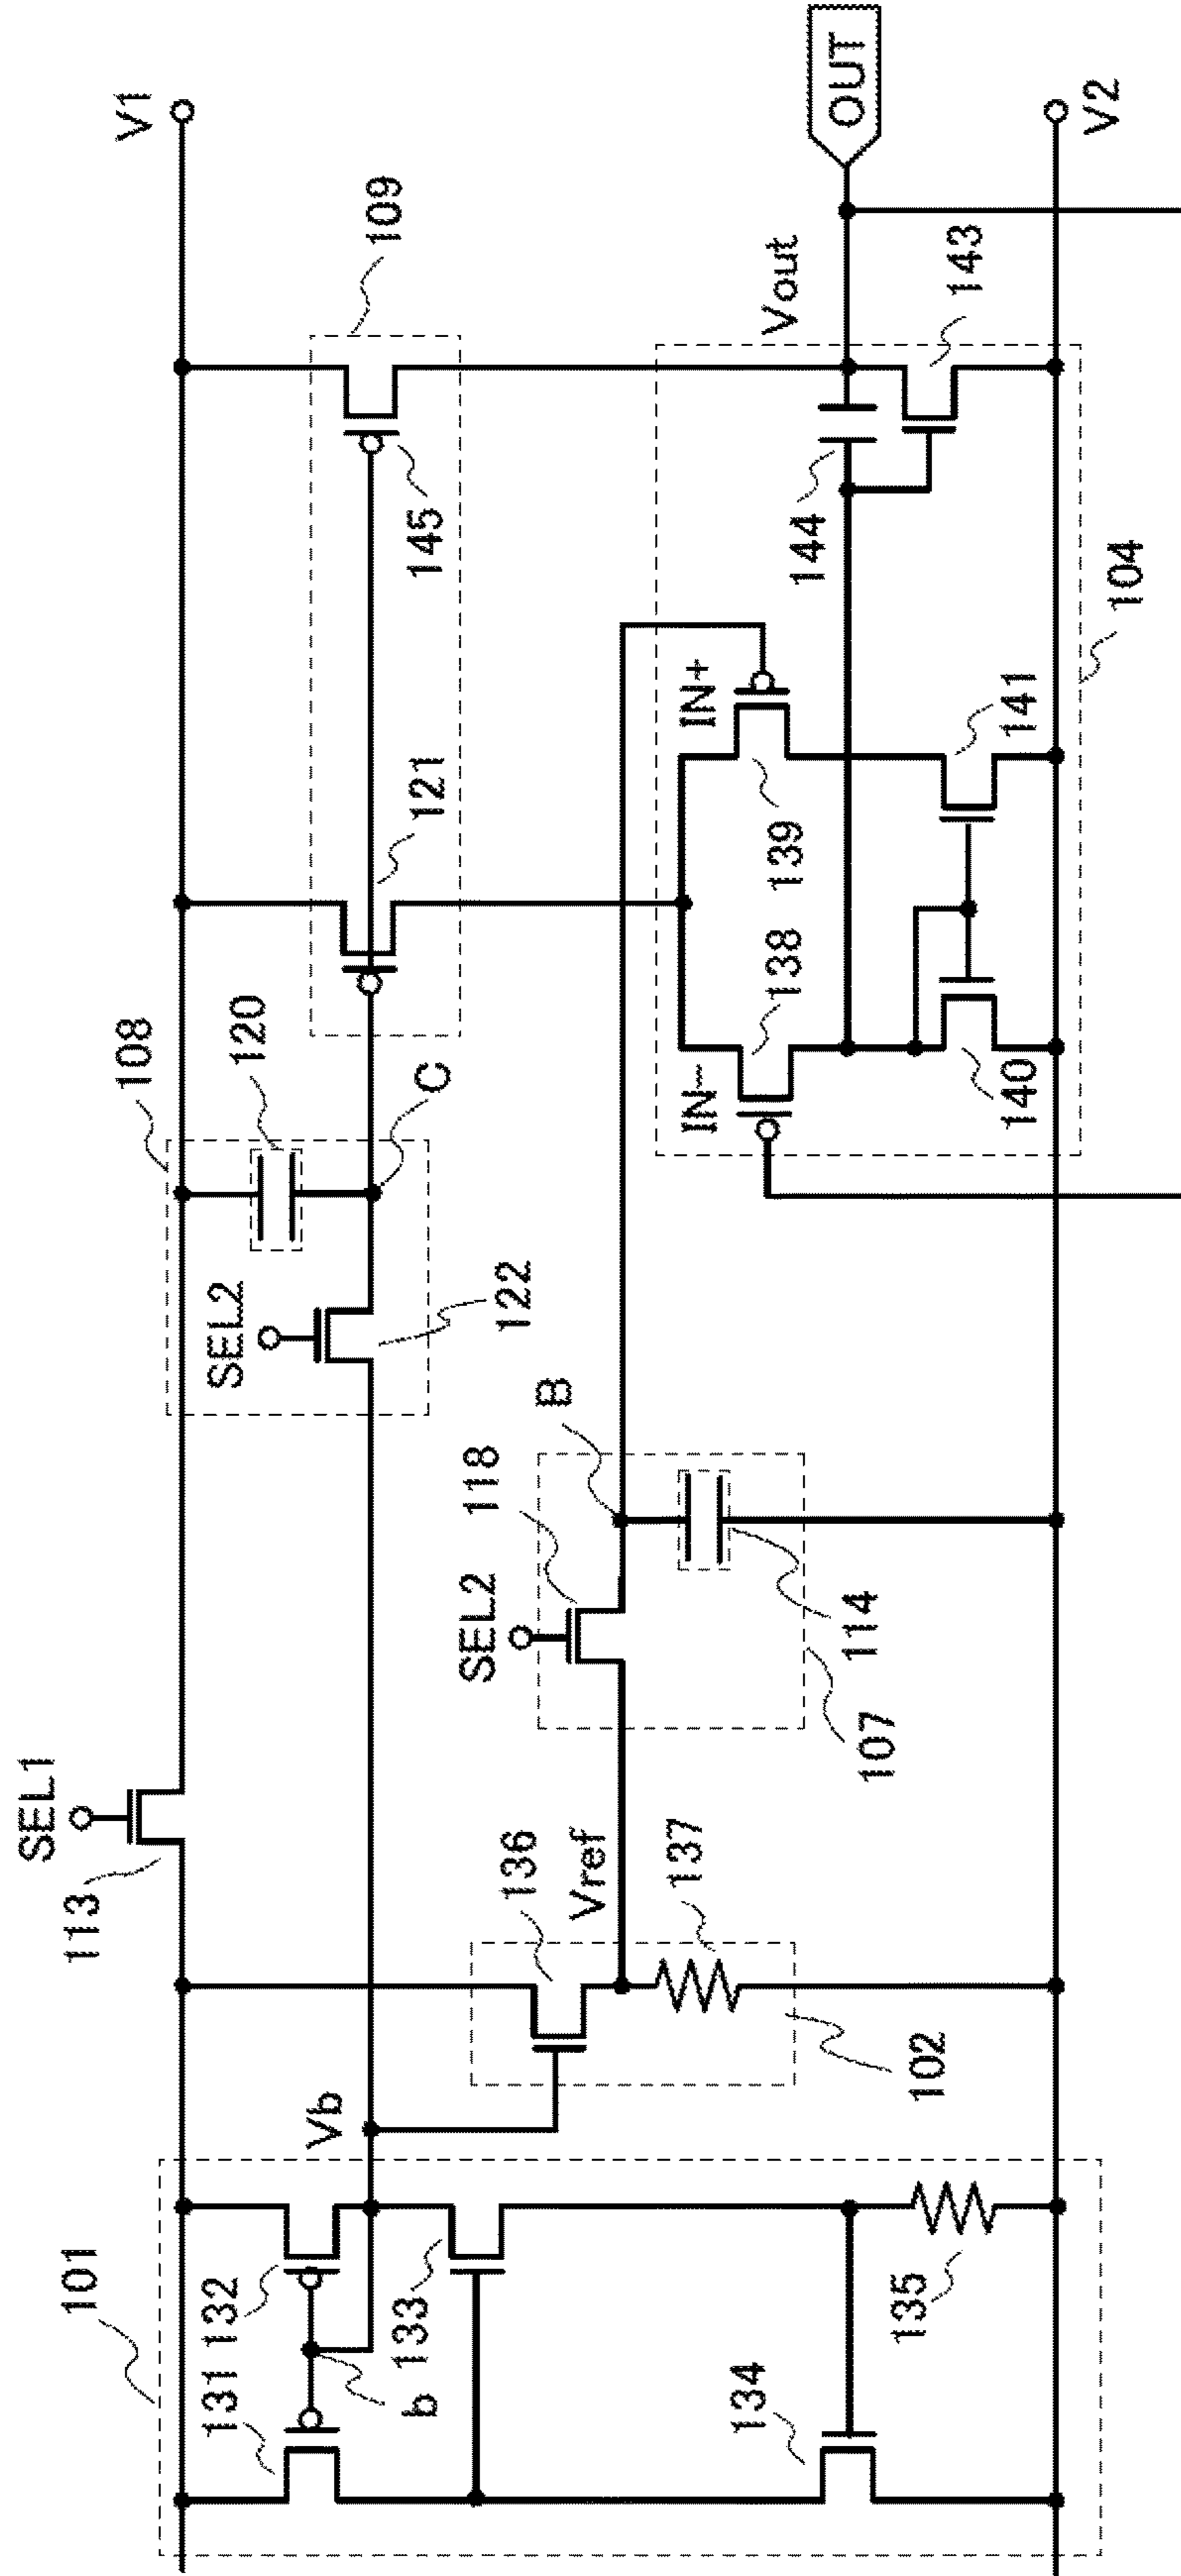 SEL1
113
V1
101
131
132
b
Vb
133
134
135
136
Vref
137
102
SEL2
118
B
114
107
SEL2
122
108
120
C
109
121
145
IN-
138
IN+
139
140
141
144
Vout
143
104
OUT
V2